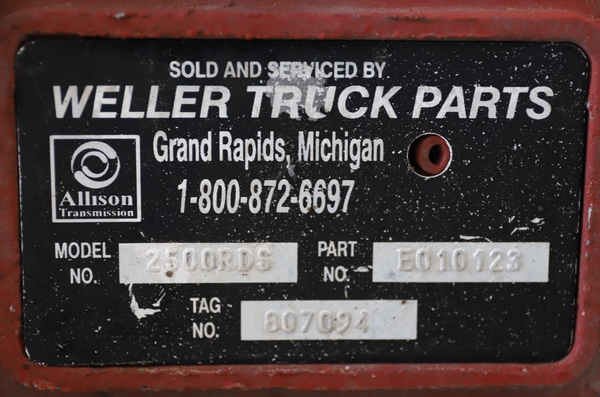 SOLD AND SERVICED BY
WELLER TRUCK PARTS
Grand Rapids, Michigan
1-800-872-6697
Allison
Transmission
MODEL NO. 2500RDS PART NO. E010123
TAG NO. 807094